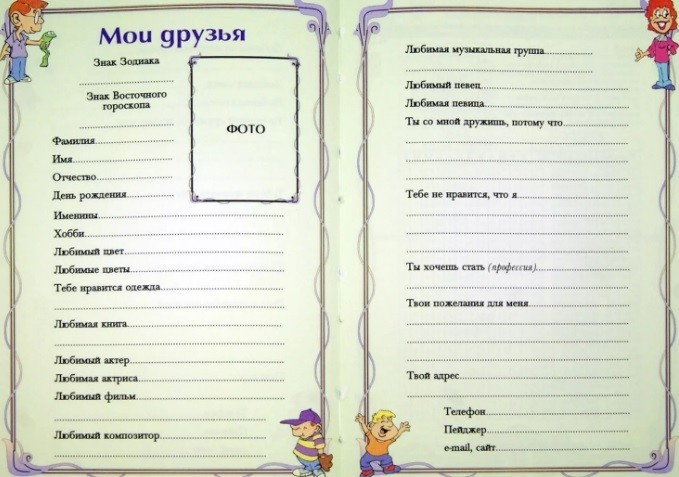 Мои друзья
Знак Зодиака
Знак Восточного
гороскопа
ФОТО
Фамилия
Имя
Отчество
День рождения
Именины
Хобби
Любимый цвет
Любимые цветы
Тебе нравится одежда
Любимая книга
Любимый актер
Любимая актриса
Любимый фильм
Любимый композитор
Любимая музыкальная группа
Любимый певец
Любимая певица
Ты со мной дружишь, потому что
Тебе не нравится, что я
Ты хочешь стать (профессия)
Твои пожелания для меня
Твой адрес
Телефон
Пейджер
e-mail, сайт